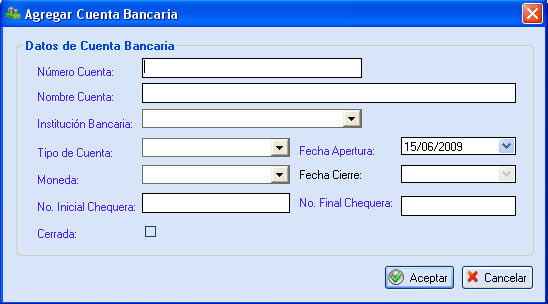 Agregar Cuenta Bancaria
Datos de Cuenta Bancaria
Número Cuenta:
Nombre Cuenta:
Institución Bancaria:
Tipo de Cuenta:
Fecha Apertura: 15/06/2009
Moneda:
Fecha Cierre:
No. Inicial Chequera:
No. Final Chequera:
Cerrada:
Aceptar
Cancelar